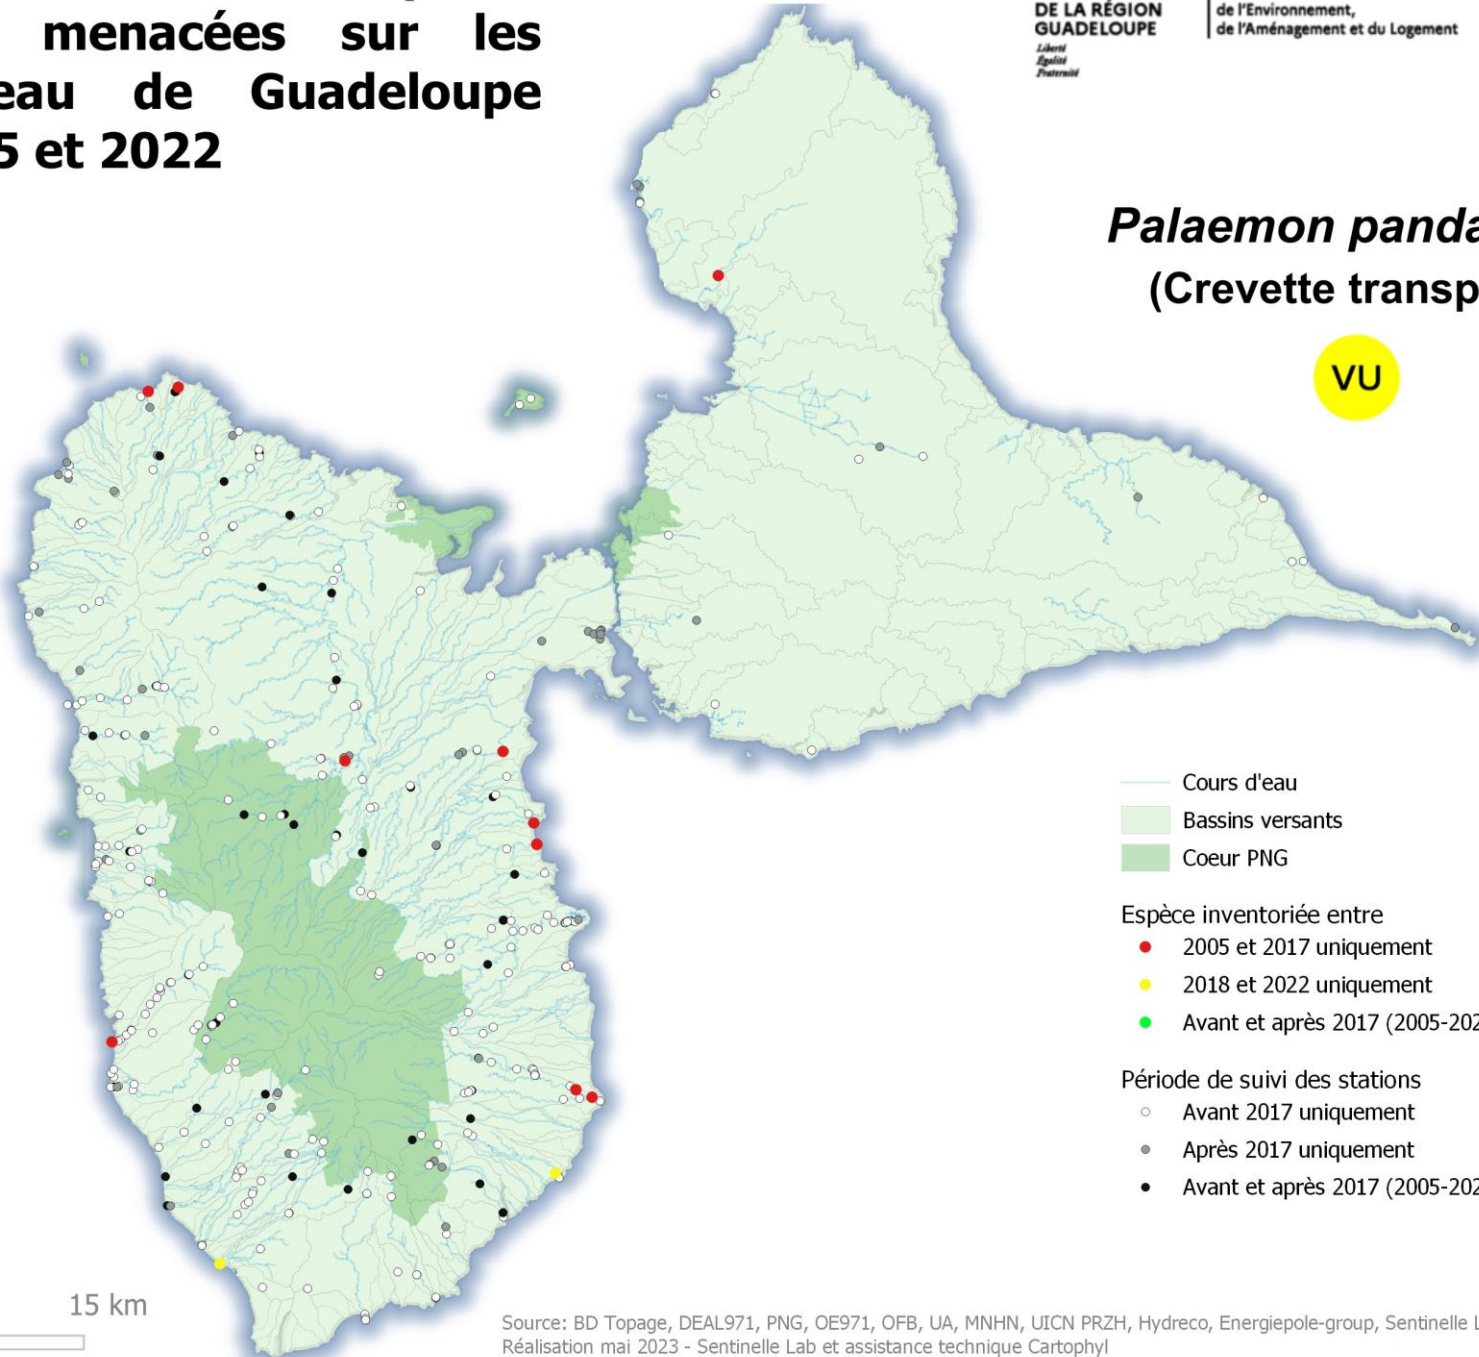 menacées sur les
de Guadeloupe
5 et 2022
DE LA RÉGION
GUADELOUPE
Liberté
Égalité
Fraternité
de l'Environnement,
de l'Aménagement et du Logement
Palaemon panda
(Crevette transp
VU
Cours d'eau
Bassins versants
Coeur PNG
Espèce inventoriée entre
2005 et 2017 uniquement
2018 et 2022 uniquement
Avant et après 2017 (2005-202
Période de suivi des stations
Avant 2017 uniquement
Après 2017 uniquement
Avant et après 2017 (2005-202
15 km
Source: BD Topage, DEAL971, PNG, OE971, OFB, UA, MNHN, UICN PRZH, Hydreco, Energiepole-group, Sentinelle L
Réalisation mai 2023 - Sentinelle Lab et assistance technique Cartophyl